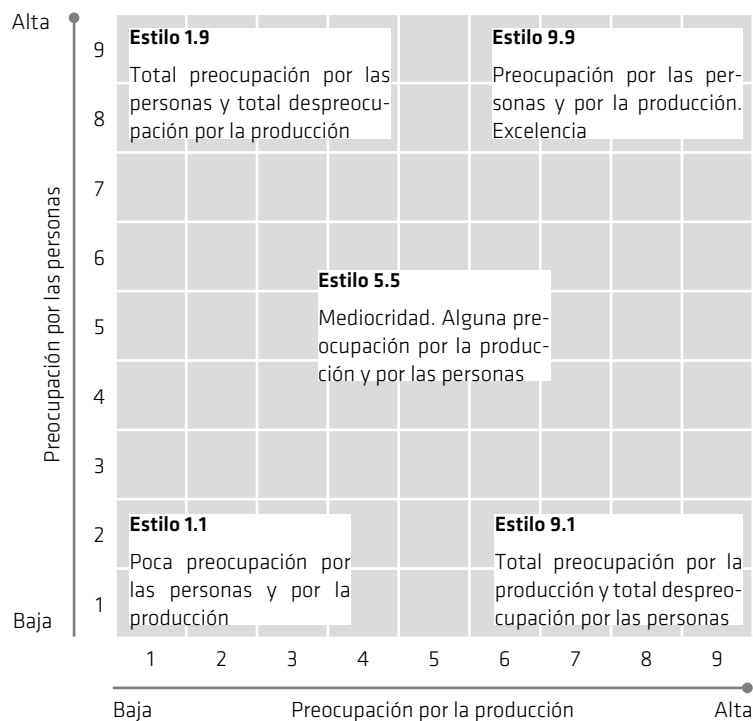 Alta
Preocupación por las personas
Baja
9
8
7
6
5
4
3
2
1
Estilo 1.9
Total preocupación por las
personas y total despreocu-
pación por la producción
Estilo 9.9
Preocupación por las per-
sonas y por la producción.
Excelencia
Estilo 5.5
Mediocridad. Alguna pre-
ocupación por la produc-
ción y por las personas
Estilo 1.1
Poca preocupación por
las personas y por la
producción
Estilo 9.1
Total preocupación por la
producción y total despreo-
cupación por las personas
1 2 3 4 5 6 7 8 9
Baja Preocupación por la producción Alta